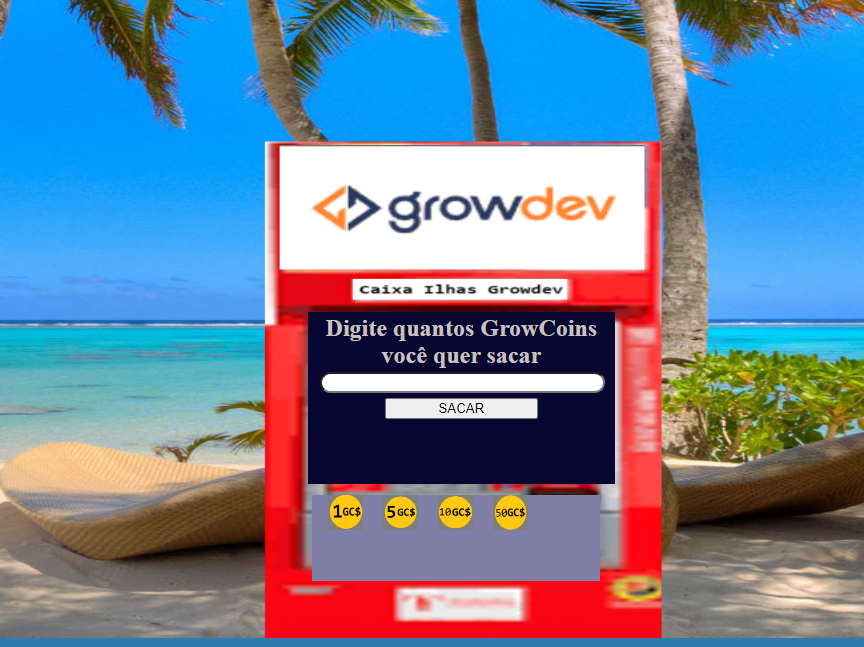 growdev
Caixa Ilhas Growdev
Digite quantos GrowCoins
você quer sacar
SACAR
1GC$ 5GC$ 10GC$ 50GC$